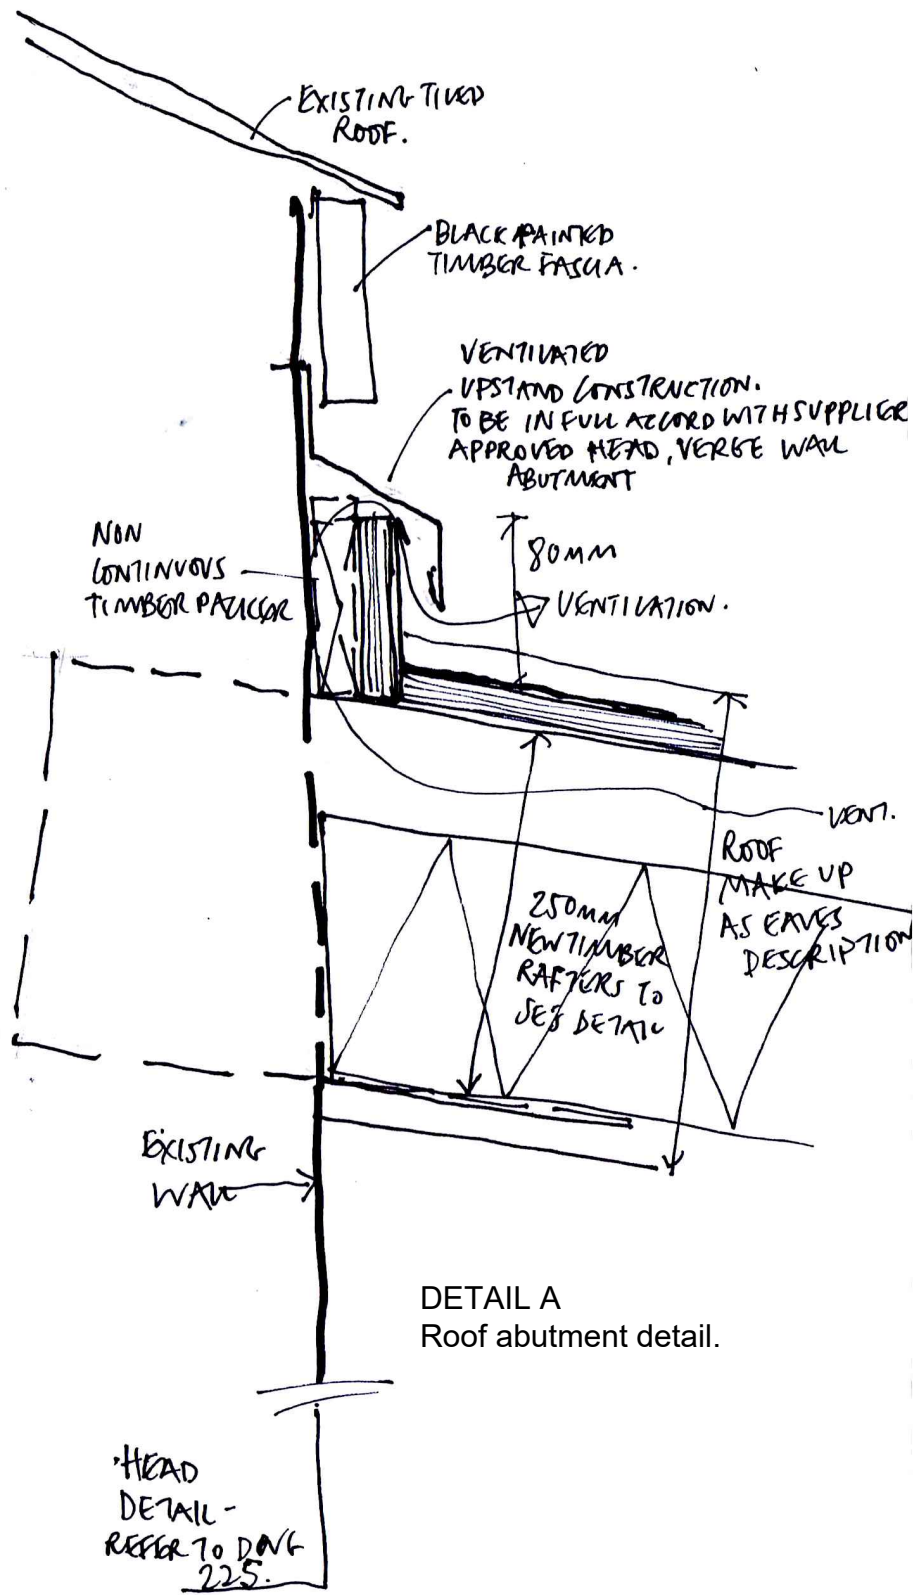 EXISTING TILED
ROOF.
BLACK PAINTED
TIMBER FASCIA.
VENTILATED
UPSTAND CONSTRUCTION.
TO BE IN FULL ACCORD WITH SUPPLIER
APPROVED HEAD, VERGE WALL
ABUTMENT
NON
CONTINUOUS
TIMBER PACKER
80MM
VENTILATION.
VENT.
ROOF
MAKE UP
AS EAVES
DESCRIPTION
250MM
NEW TIMBER
RAFTERS TO
SE'S DETAIL
EXISTING
WALL
DETAIL A
Roof abutment detail.
HEAD
DETAIL -
REFER TO DWG
225.